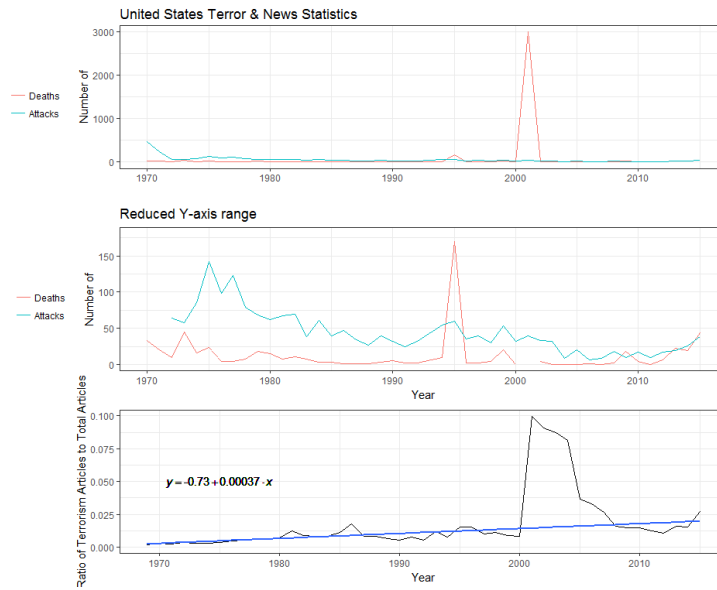 United States Terror & News Statistics
3000
2000
1000
0
Number of
Deaths
Attacks
1970
1980
1990
2000
2010
Reduced Y-axis range
150
100
50
0
Number of
Deaths
Attacks
1970
1980
1990
2000
2010
Year
0.100
0.075
0.050
0.025
0.000
Ratio of Terrorism Articles to Total Articles
y = -0.73 + 0.00037 · x
1970
1980
1990
2000
2010
Year